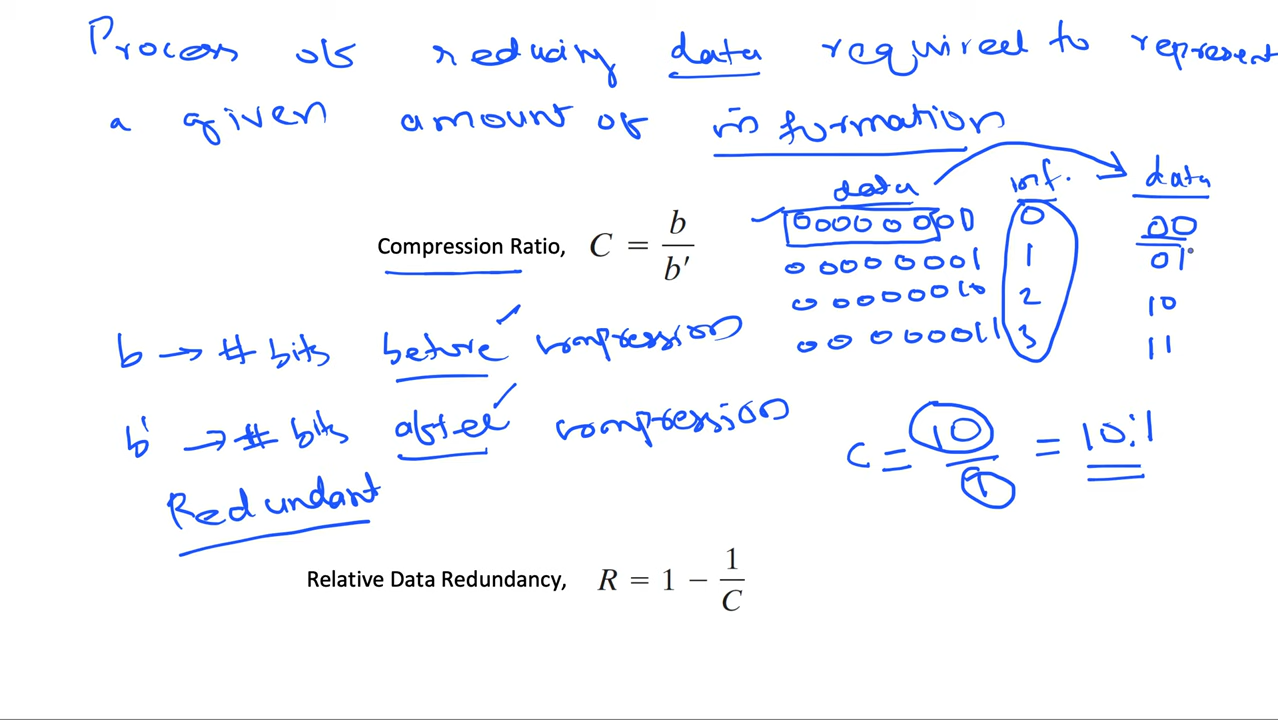 Process of reducing data required to represent
a given amount of information
data inf. data
00000000 0 00
00000001 1 01
00000010 2 10
00000011 3 11
Compression Ratio, C = b/b'
b → # bits before compression
b' → # bits after compression
C = 10/1 = 10:1
Redundant
Relative Data Redundancy, R = 1 − 1/C